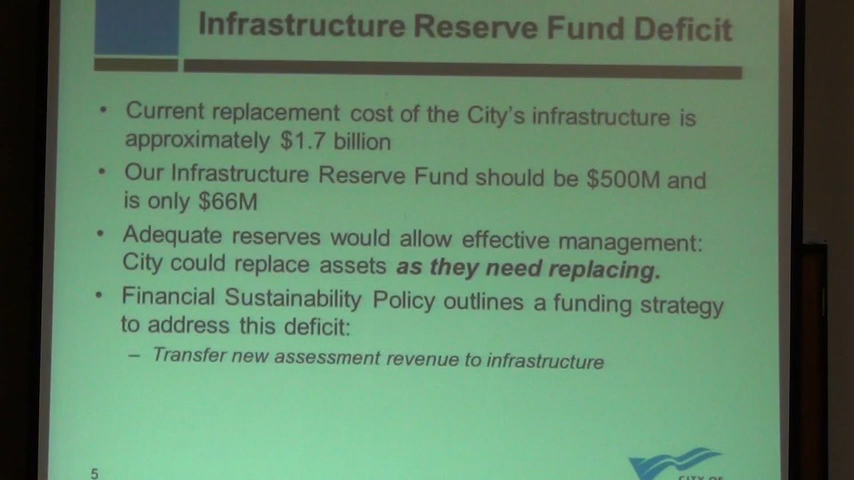 Infrastructure Reserve Fund Deficit
• Current replacement cost of the City's infrastructure is
approximately $1.7 billion
• Our Infrastructure Reserve Fund should be $500M and
is only $66M
• Adequate reserves would allow effective management:
City could replace assets as they need replacing.
• Financial Sustainability Policy outlines a funding strategy
to address this deficit:
– Transfer new assessment revenue to infrastructure
5
CITY OF